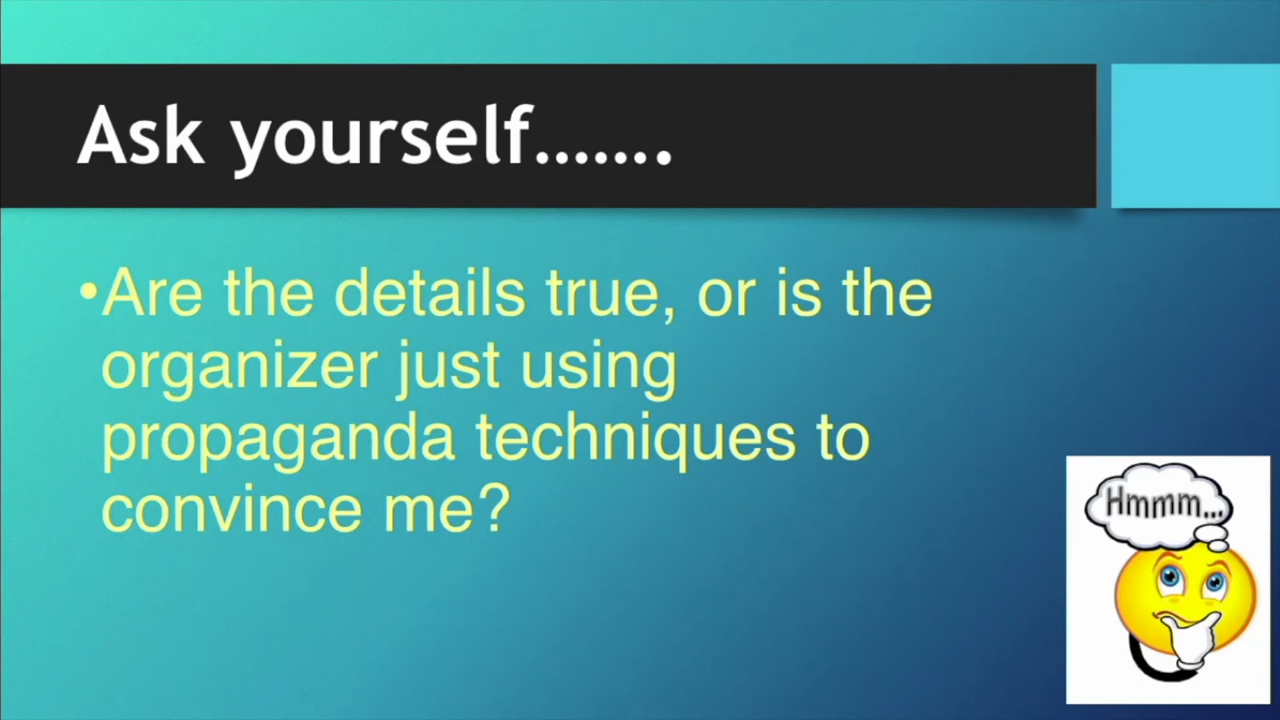 Ask yourself.......
•Are the details true, or is the
organizer just using
propaganda techniques to
convince me?
Hmmm...